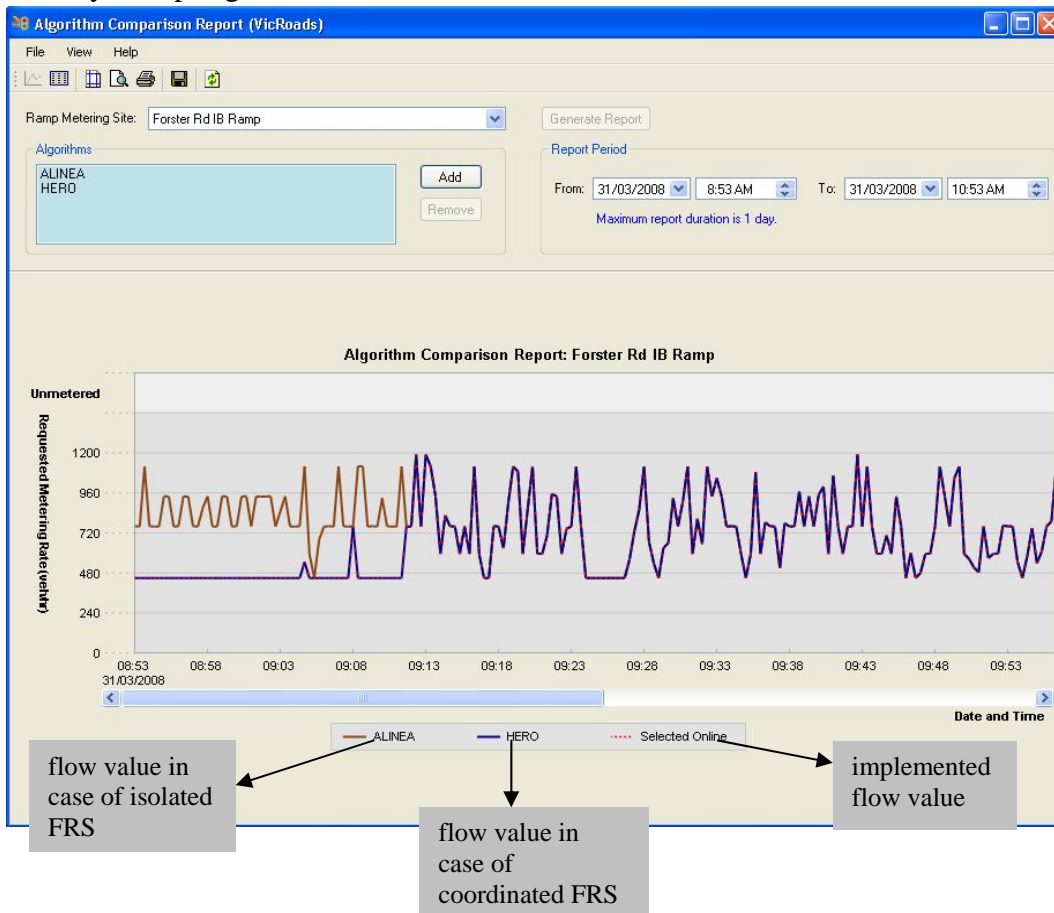 Algorithm Comparison Report (VicRoads)
File View Help
Ramp Metering Site: Forster Rd IB Ramp
Generate Report
Algorithms
ALINEA
HERO
Add
Remove
Report Period
From: 31/03/2008 8:53 AM To: 31/03/2008 10:53 AM
Maximum report duration is 1 day.
Algorithm Comparison Report: Forster Rd IB Ramp
Unmetered
Requested Metering Rate (veh/hr)
1200
960
720
480
240
0
08:53 08:58 09:03 09:08 09:13 09:18 09:23 09:28 09:33 09:38 09:43 09:48 09:53
31/03/2008
Date and Time
ALINEA HERO Selected Online
flow value in
case of isolated
FRS
flow value in
case of
coordinated FRS
implemented
flow value